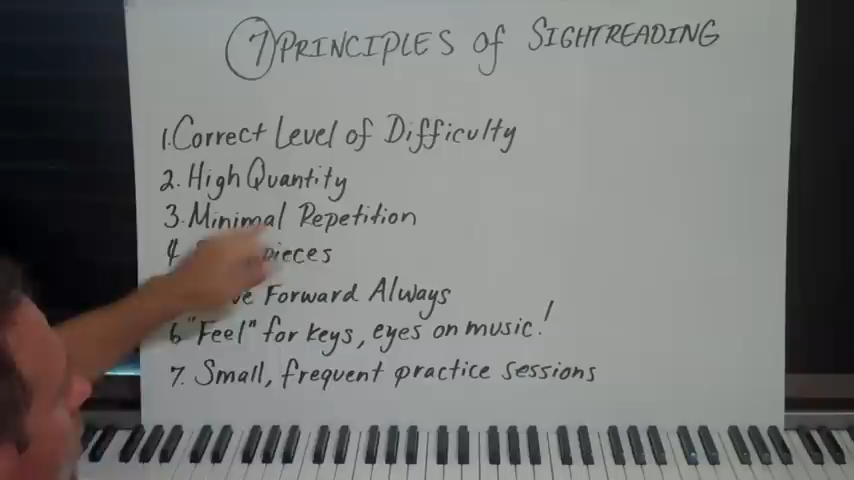 7 PRINCIPLES of SIGHTREADING
1. Correct Level of Difficulty
2. High Quantity
3. Minimal Repetition
4 pieces
Forward Always
6 "Feel" for keys, eyes on music!
7. Small, frequent practice sessions